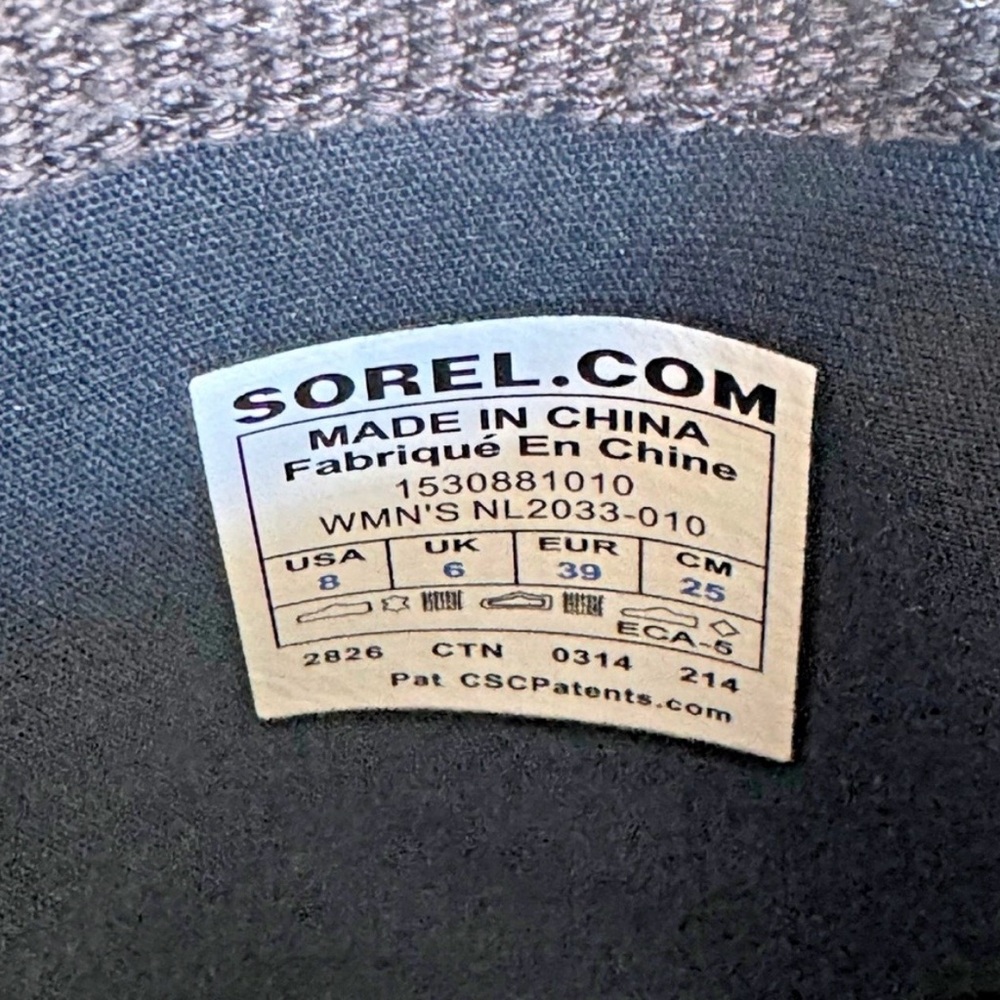 SOREL.COM
MADE IN CHINA
Fabriqué En Chine
1530881010
WMN'S NL2033-010
USA UK EUR CM
8 6 39 25
ECA-5
2826 CTN 0314 214
Pat CSCPatents.com